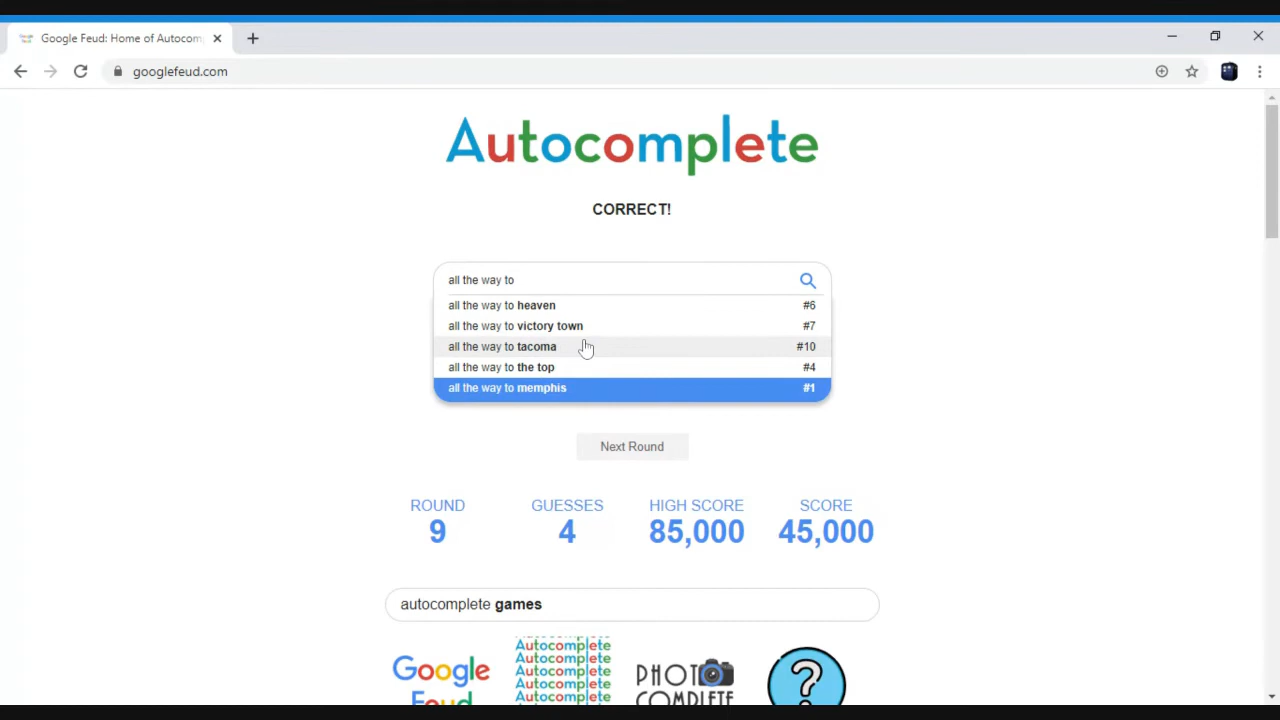 Google Feud: Home of Autocom
googlefeud.com
Autocomplete
CORRECT!
all the way to
all the way to heaven #6
all the way to victory town #7
all the way to tacoma #10
all the way to the top #4
all the way to memphis #1
Next Round
ROUND GUESSES HIGH SCORE SCORE
9 4 85,000 45,000
autocomplete games
Autocomplete
Autocomplete
Autocomplete
Autocomplete
Autocomplete
Google
Feud
PHOTO
COMPLETE
?